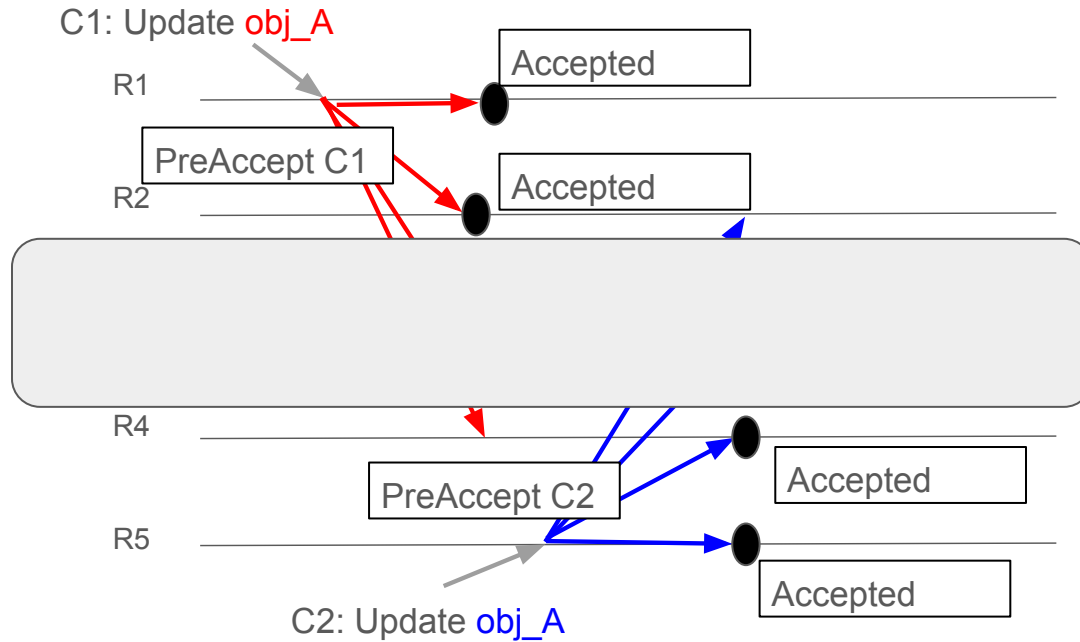 C1: Update obj_A
Accepted
R1
PreAccept C1
Accepted
R2
R4
PreAccept C2
Accepted
R5
Accepted
C2: Update obj_A